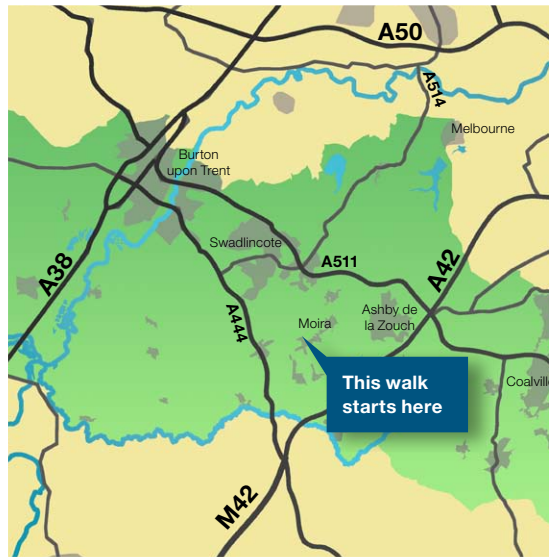 A50
A514
Melbourne
Burton
upon Trent
Swadlincote
A511
A42
A38
A444
Moira
Ashby de
la Zouch
This walk
starts here
Coalville
M42